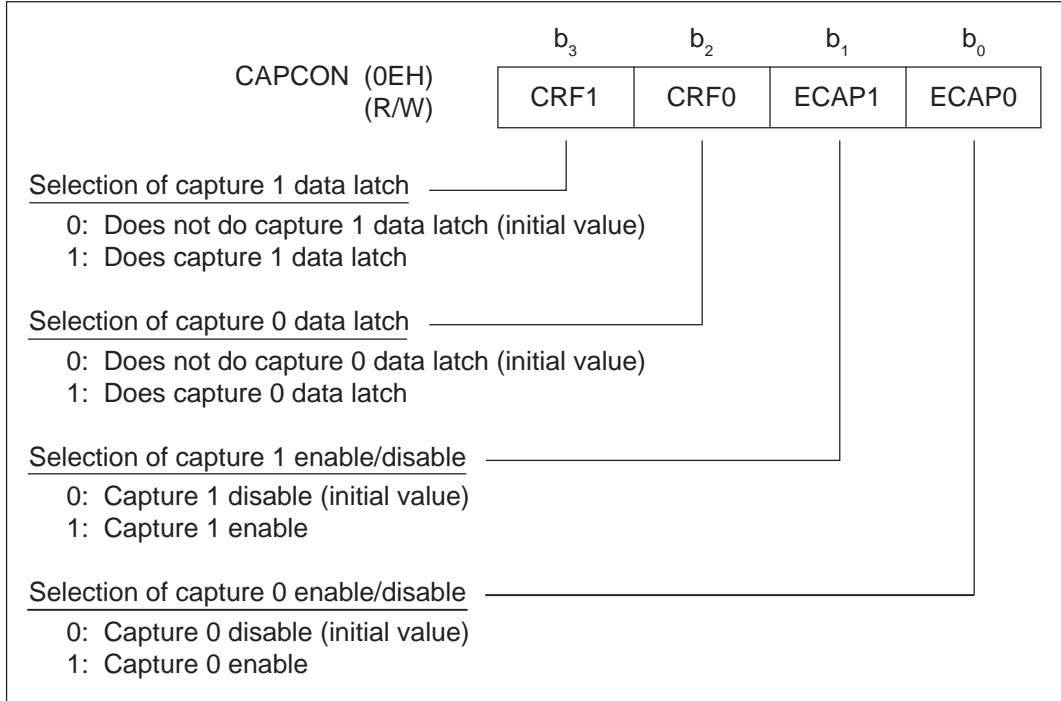 b3 b2 b1 b0
CAPCON (0EH) CRF1 CRF0 ECAP1 ECAP0
(R/W)
Selection of capture 1 data latch
0: Does not do capture 1 data latch (initial value)
1: Does capture 1 data latch
Selection of capture 0 data latch
0: Does not do capture 0 data latch (initial value)
1: Does capture 0 data latch
Selection of capture 1 enable/disable
0: Capture 1 disable (initial value)
1: Capture 1 enable
Selection of capture 0 enable/disable
0: Capture 0 disable (initial value)
1: Capture 0 enable